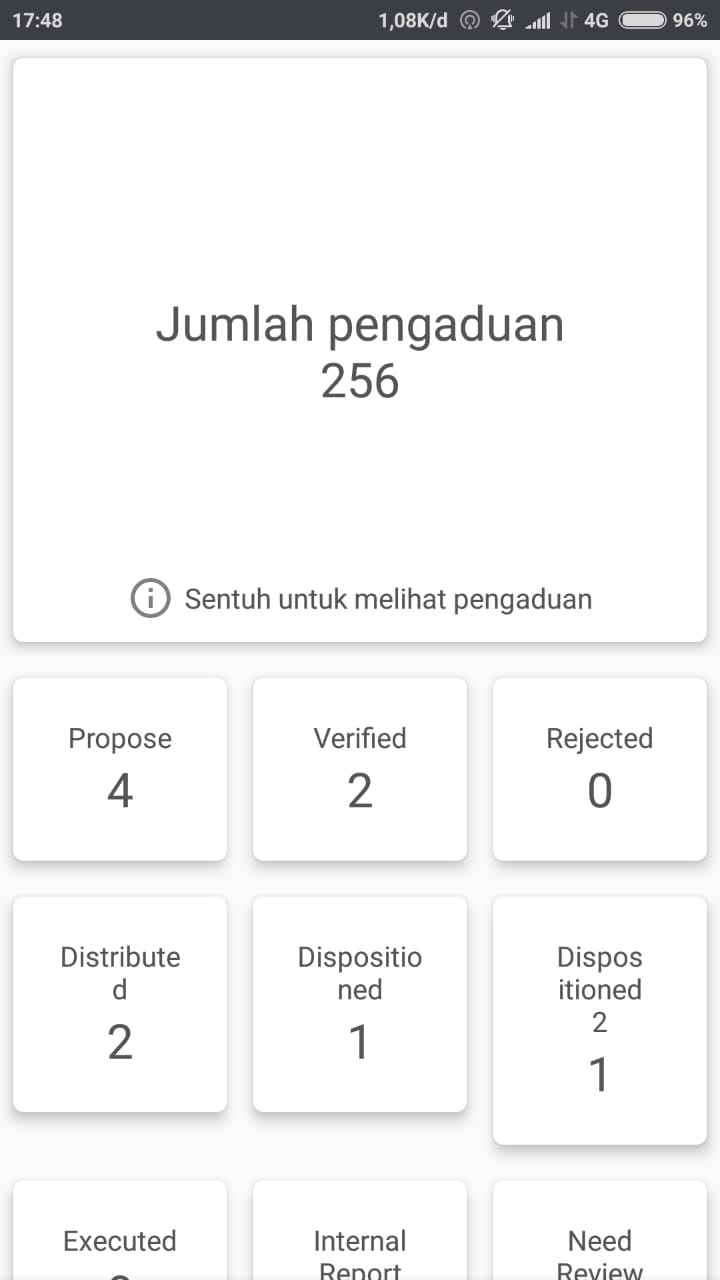 17:48 1,08K/d 4G 96%
Jumlah pengaduan
256
Sentuh untuk melihat pengaduan
Propose
4
Verified
2
Rejected
0
Distribute
d
2
Dispositio
ned
1
Dispos
itioned
2
1
Executed
Internal
Report
Need
Review